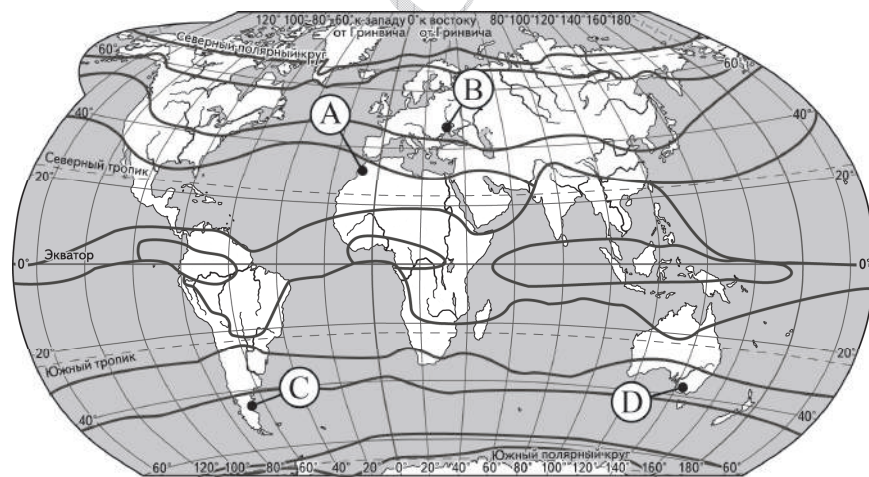 120° 100° 80° 60° к западу 0° к востоку 80° 100° 120° 140° 160° 180°
от Гринвича от Гринвича
Северный полярный круг
60° 60°
40° 40°
A B
Северный тропик
20° 20°
Экватор
0° 0°
20° 20°
Южный тропик
C D
40° 40°
Южный полярный круг
60° 120° 100° 80° 60° 40° 20 0° 20° 40° 60° 80° 100° 120° 140° 160° 180° 60°